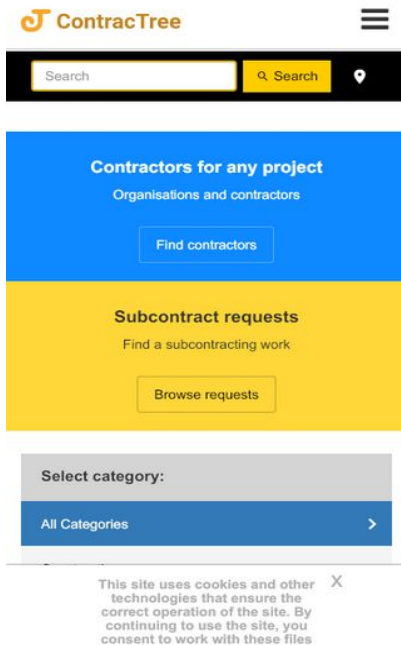 ContracTree
Search
Search
Contractors for any project
Organisations and contractors
Find contractors
Subcontract requests
Find a subcontracting work
Browse requests
Select category:
All Categories
This site uses cookies and other
technologies that ensure the
correct operation of the site. By
continuing to use the site, you
consent to work with these files
X